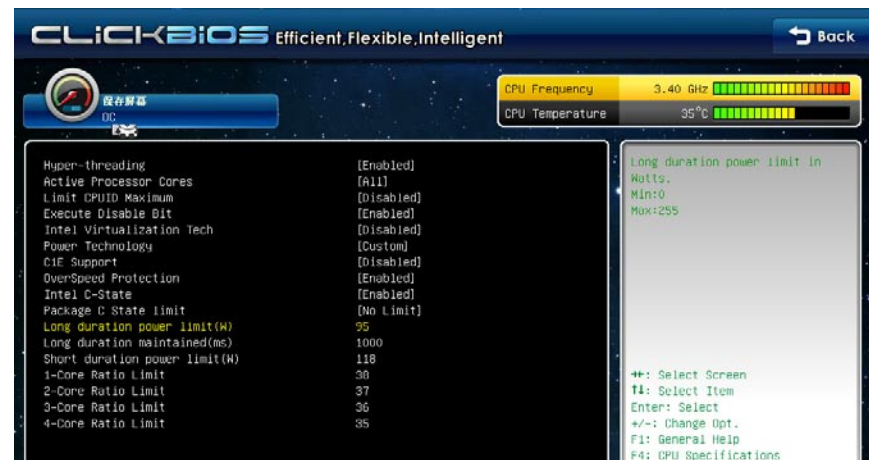 CLiCKBiOS Efficient,Flexible,Intelligent
Back
保存屏幕
OC
CPU Frequency 3.40 GHz
CPU Temperature 35°C
Hyper-threading [Enabled]
Active Processor Cores [All]
Limit CPUID Maximum [Disabled]
Execute Disable Bit [Enabled]
Intel Virtualization Tech [Disabled]
Power Technology [Custom]
C1E Support [Disabled]
OverSpeed Protection [Enabled]
Intel C-State [Enabled]
Package C State limit [No Limit]
Long duration power limit(W) 95
Long duration maintained(ms) 1000
Short duration power limit(W) 118
1-Core Ratio Limit 38
2-Core Ratio Limit 37
3-Core Ratio Limit 36
4-Core Ratio Limit 35
Long duration power limit in
Watts.
Min:0
Max:255
→←: Select Screen
↑↓: Select Item
Enter: Select
+/-: Change Opt.
F1: General Help
F4: CPU Specifications